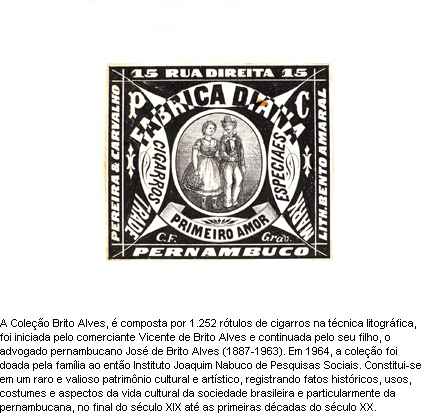 15 RUA DIREITA 15
P C
FABRICA DIANA
PEREIRA & CARVALHO
CIGARROS
ESPECIAES
LITH. BENTO AMARAL
TRADE
MARK
PRIMEIRO AMOR
C.F. Grav.
PERNAMBUCO
A Coleção Brito Alves, é composta por 1.252 rótulos de cigarros na técnica litográfica,
foi iniciada pelo comerciante Vicente de Brito Alves e continuada pelo seu filho, o
advogado pernambucano José de Brito Alves (1887-1963). Em 1964, a coleção foi
doada pela família ao então Instituto Joaquim Nabuco de Pesquisas Sociais. Constitui-se
em um raro e valioso patrimônio cultural e artístico, registrando fatos históricos, usos,
costumes e aspectos da vida cultural da sociedade brasileira e particularmente da
pernambucana, no final do século XIX até as primeiras décadas do século XX.